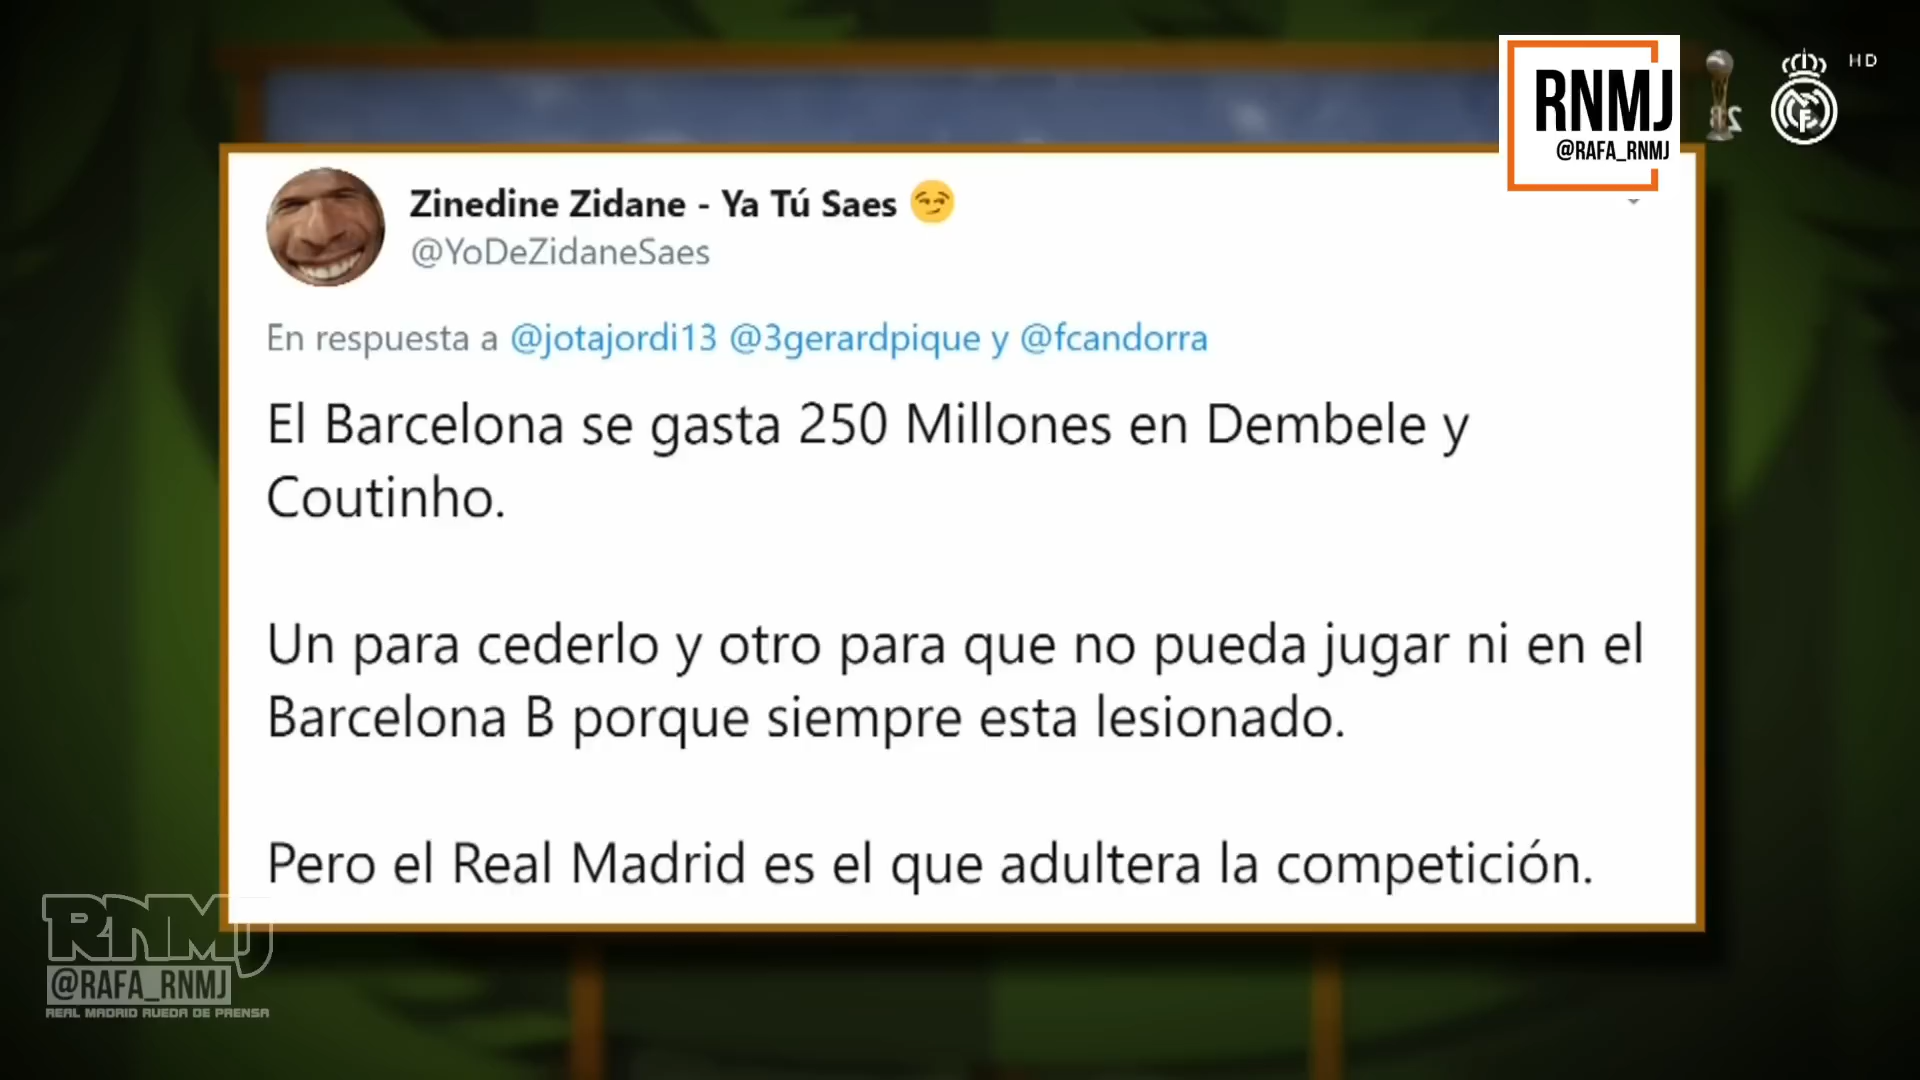 RNMJ
@RAFA_RNMJ
HD
Zinedine Zidane - Ya Tú Saes 😏
@YoDeZidaneSaes
En respuesta a @jotajordi13 @3gerardpique y @fcandorra
El Barcelona se gasta 250 Millones en Dembele y
Coutinho.
Un para cederlo y otro para que no pueda jugar ni en el
Barcelona B porque siempre esta lesionado.
Pero el Real Madrid es el que adultera la competición.
RNMJ
@RAFA_RNMJ
REAL MADRID RUEDA DE PRENSA